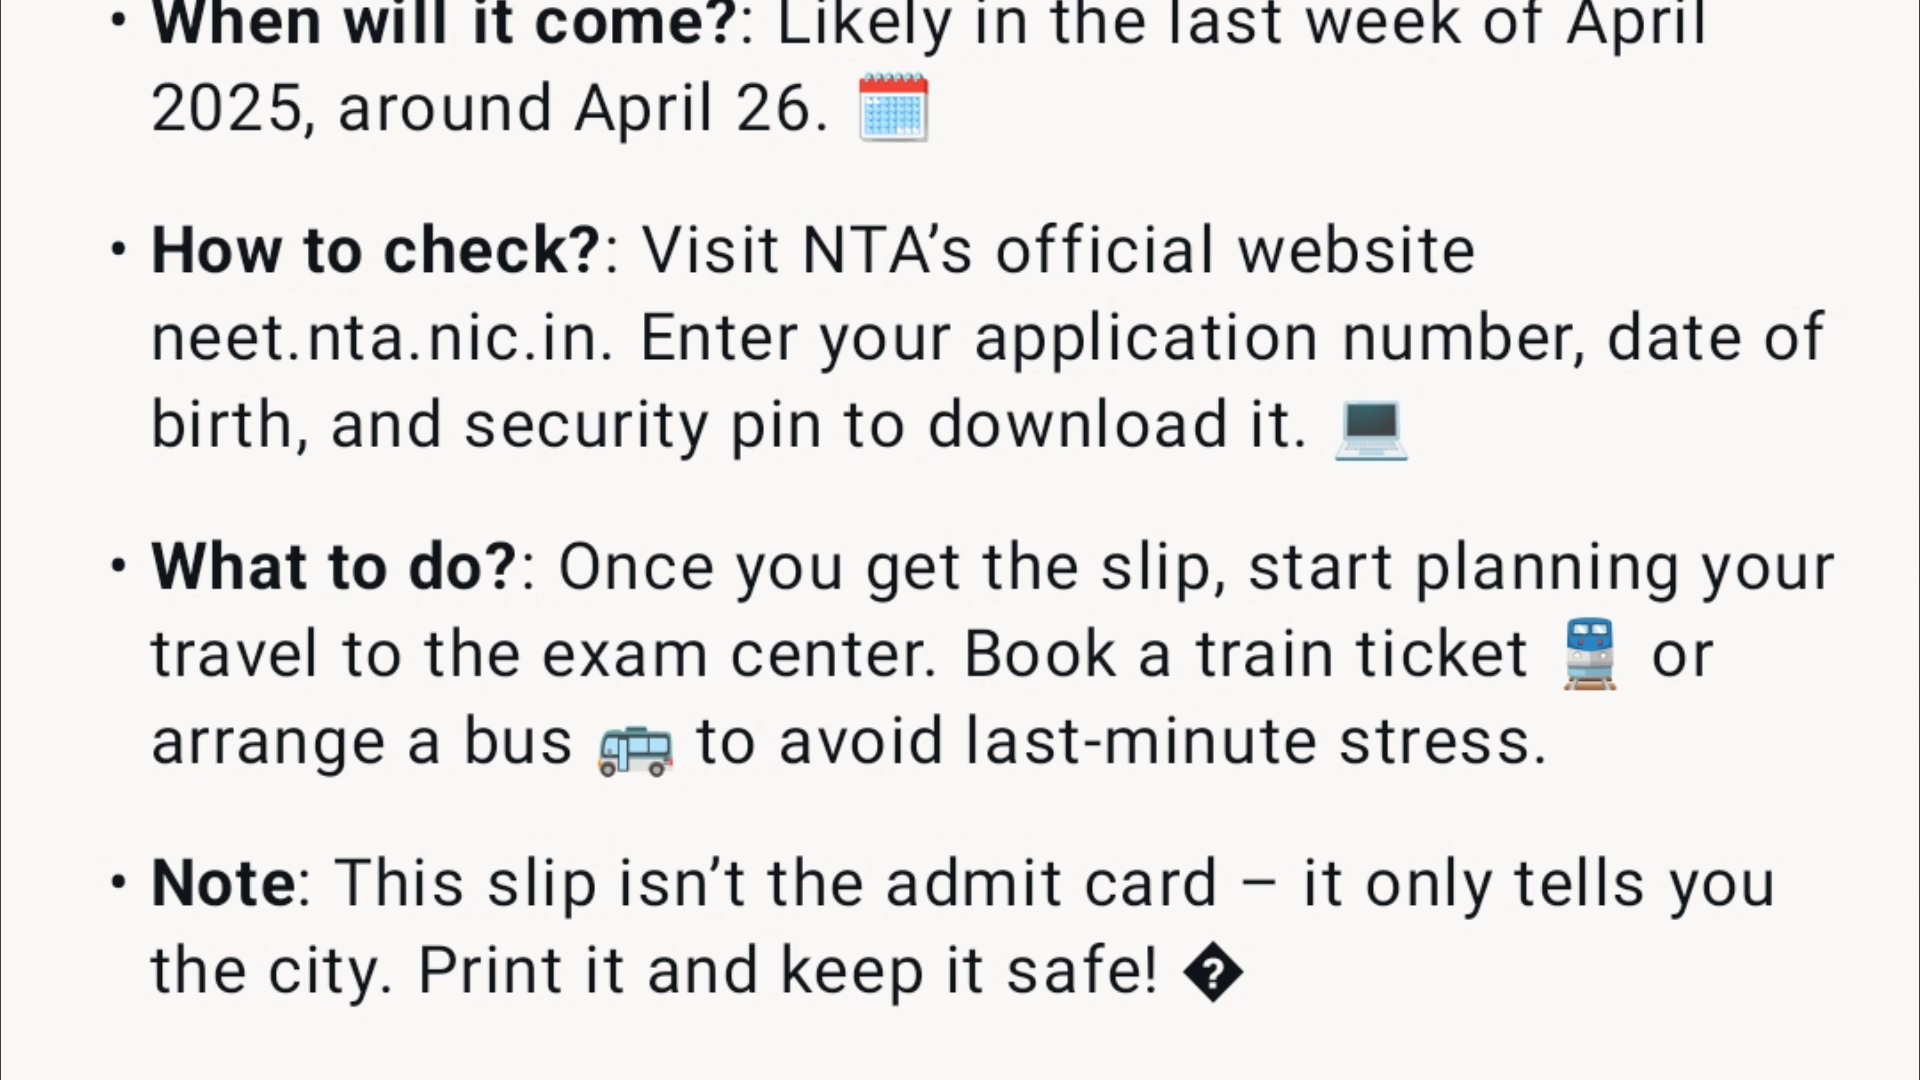 • When will it come?: Likely in the last week of April
2025, around April 26. 🗓️
• How to check?: Visit NTA’s official website
neet.nta.nic.in. Enter your application number, date of
birth, and security pin to download it. 💻
• What to do?: Once you get the slip, start planning your
travel to the exam center. Book a train ticket 🚆 or
arrange a bus 🚌 to avoid last-minute stress.
• Note: This slip isn’t the admit card – it only tells you
the city. Print it and keep it safe! �